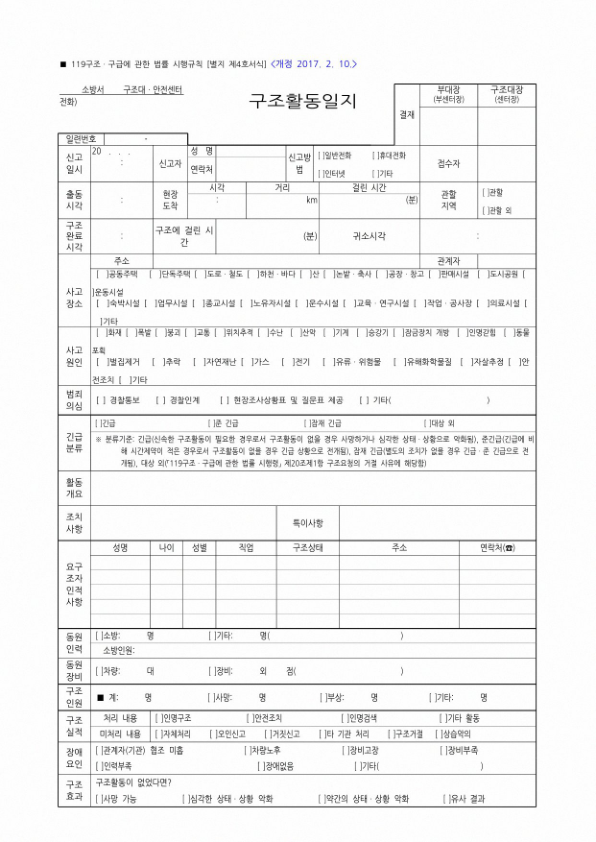 ■ 119구조 · 구급에 관한 법률 시행규칙 [별지 제4호서식] <개정 2017. 2. 10.>
소방서 구조대 · 안전센터
전화)
구조활동일지
결재
부대장
(부센터장)
구조대장
(센터장)
일련번호 -
신고
일시
20 . . .
:
신고자
성 명
연락처
신고방
법
[ ]일반전화 [ ]휴대전화
[ ]인터넷 [ ]기타
접수자
출동
시각
:
현장
도착
시각 거리 걸린 시간
: km (분)
관할
지역
[ ]관할
[ ]관할 외
구조
완료
시각
:
구조에 걸린 시
간
(분)
귀소시각
:
사고
장소
주소 관계자
[ ]공동주택 [ ]단독주택 [ ]도로 · 철도 [ ]하천 · 바다 [ ]산 [ ]논밭 · 축사 [ ]공장 · 창고 [ ]판매시설 [ ]도시공원 [
]운동시설
[ ]숙박시설 [ ]업무시설 [ ]종교시설 [ ]노유자시설 [ ]운수시설 [ ]교육 · 연구시설 [ ]작업 · 공사장 [ ]의료시설 [
]기타
사고
원인
[ ]화재 [ ]폭발 [ ]붕괴 [ ]교통 [ ]위치추적 [ ]수난 [ ]산악 [ ]기계 [ ]승강기 [ ]잠금장치 개방 [ ]인명갇힘 [ ]동물
포획
[ ]벌집제거 [ ]추락 [ ]자연재난 [ ]가스 [ ]전기 [ ]유류 · 위험물 [ ]유해화학물질 [ ]자살추정 [ ]안
전조치 [ ]기타
범죄
의심
[ ] 경찰통보 [ ] 경찰인계 [ ] 현장조사상황표 및 질문표 제공 [ ] 기타( )
긴급
분류
[ ]긴급 [ ]준 긴급 [ ]잠재 긴급 [ ]대상 외
※ 분류기준: 긴급(신속한 구조활동이 필요한 경우로서 구조활동이 없을 경우 사망하거나 심각한 상태 · 상황으로 악화됨), 준긴급(긴급에 비
해 시간제약이 적은 경우로서 구조활동이 없을 경우 긴급 상황으로 전개됨), 잠재 긴급(별도의 조치가 없을 경우 긴급 · 준 긴급으로 전
개됨), 대상 외(「119구조 · 구급에 관한 법률 시행령」 제20조제1항 구조요청의 거절 사유에 해당함)
활동
개요
조치
사항
특이사항
요구
조자
인적
사항
성명 나이 성별 직업 구조상태 주소 연락처(☎)
동원
인력
[ ]소방: 명 [ ]기타: 명( )
소방인원:
동원
장비
[ ]차량: 대 [ ]장비: 외 점( )
구조
인원
■ 계: 명 [ ]사망: 명 [ ]부상: 명 [ ]기타: 명
구조
실적
처리 내용 [ ]인명구조 [ ]안전조치 [ ]인명검색 [ ]기타 활동
미처리 내용 [ ]자체처리 [ ]오인신고 [ ]거짓신고 [ ]타 기관 처리 [ ]구조거절 [ ]상습악의
장애
요인
[ ]관계자(기관) 협조 미흡 [ ]차량노후 [ ]장비고장 [ ]장비부족
[ ]인력부족 [ ]장애없음 [ ]기타( )
구조
효과
구조활동이 없었다면?
[ ]사망 가능 [ ]심각한 상태 · 상황 악화 [ ]약간의 상태 · 상황 악화 [ ]유사 결과